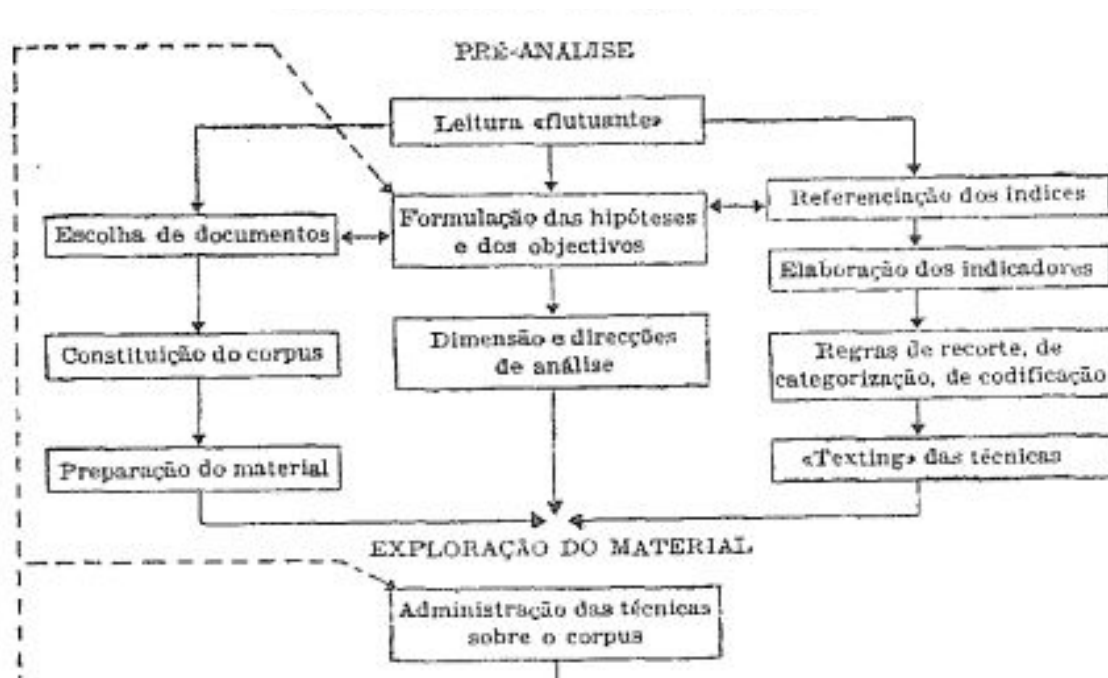 PRÉ-ANÁLISE
Leitura «flutuante»
Escolha de documentos
Formulação das hipóteses
e dos objectivos
Referenciação dos índices
Elaboração dos indicadores
Constituição do corpus
Dimensão e direcções
de análise
Regras de recorte, de
categorização, de codificação
Preparação do material
«Texting» das técnicas
EXPLORAÇÃO DO MATERIAL
Administração das técnicas
sobre o corpus